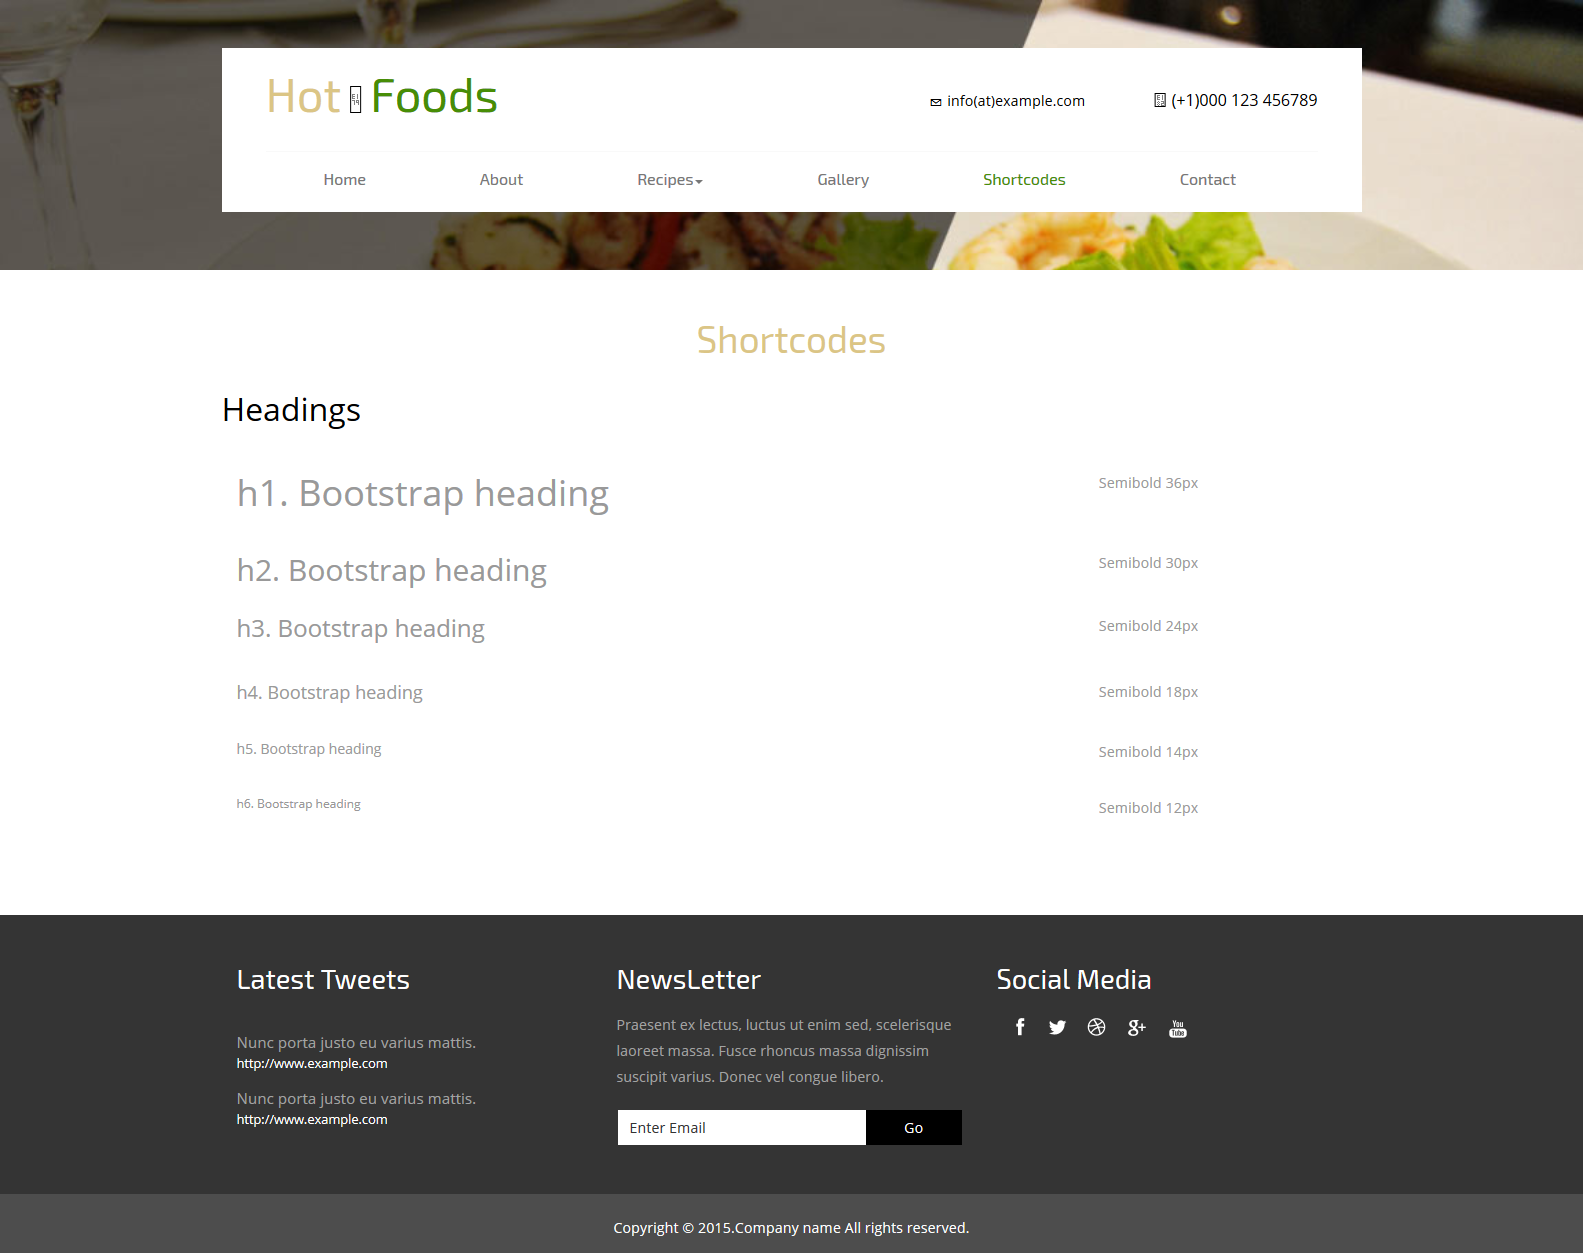 Hot Foods
info(at)example.com
(+1)000 123 456789
Home About Recipes Gallery Shortcodes Contact
Shortcodes
Headings
h1. Bootstrap heading Semibold 36px
h2. Bootstrap heading Semibold 30px
h3. Bootstrap heading Semibold 24px
h4. Bootstrap heading Semibold 18px
h5. Bootstrap heading Semibold 14px
h6. Bootstrap heading Semibold 12px
Latest Tweets
Nunc porta justo eu varius mattis.
http://www.example.com
Nunc porta justo eu varius mattis.
http://www.example.com
NewsLetter
Praesent ex lectus, luctus ut enim sed, scelerisque
laoreet massa. Fusce rhoncus massa dignissim
suscipit varius. Donec vel congue libero.
Enter Email Go
Social Media
Copyright © 2015.Company name All rights reserved.